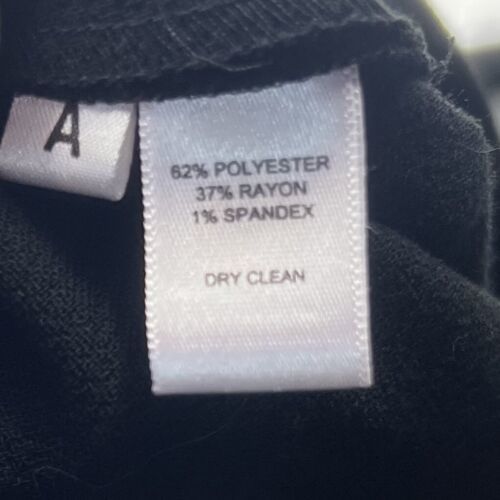 A
62% POLYESTER
37% RAYON
1% SPANDEX
DRY CLEAN